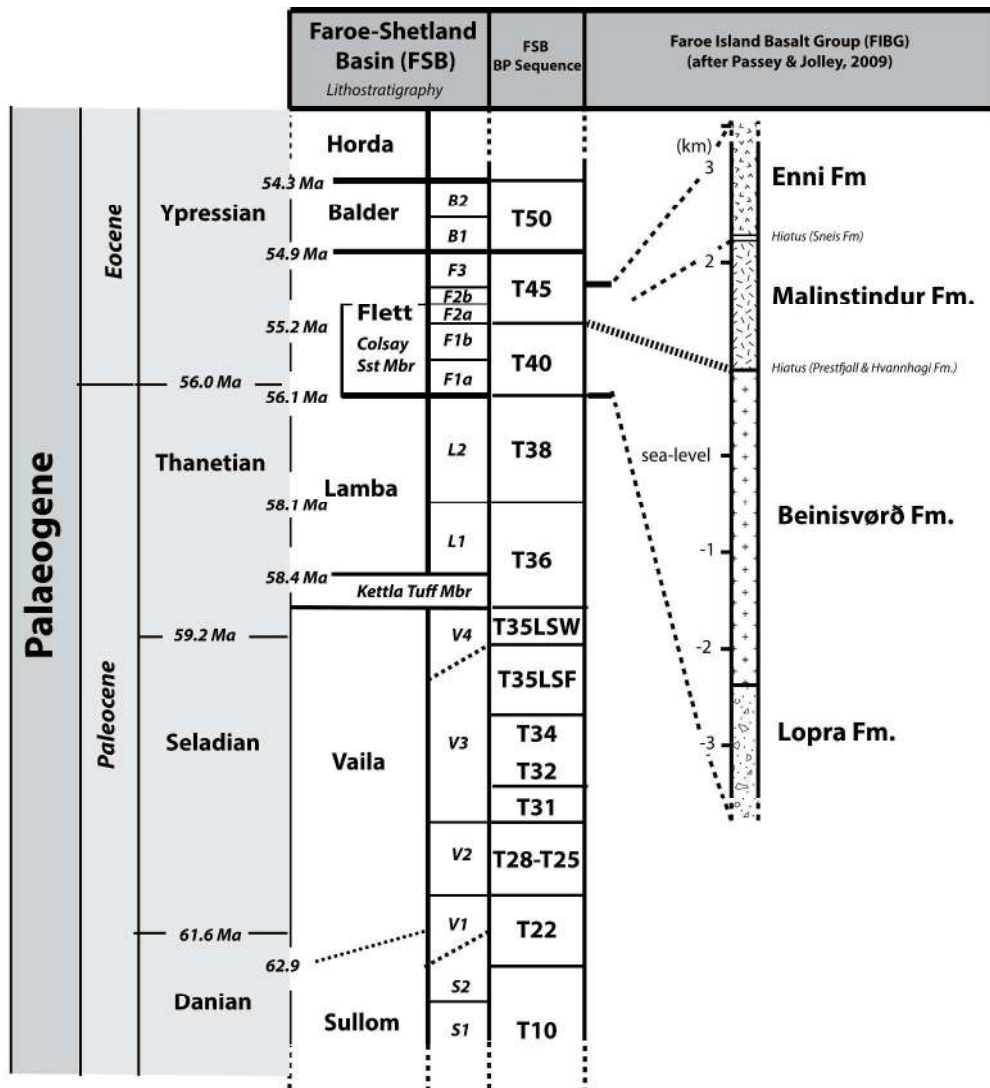 Faroe-Shetland
Basin (FSB)
Lithostratigraphy
FSB
BP Sequence
Faroe Island Basalt Group (FIBG)
(after Passey & Jolley, 2009)
Palaeogene
Eocene
Paleocene
Ypressian
56.0 Ma
Thanetian
59.2 Ma
Seladian
61.6 Ma
Danian
54.3 Ma
54.9 Ma
55.2 Ma
56.1 Ma
58.1 Ma
58.4 Ma
62.9
Horda
Balder
Flett
Colsay
Sst Mbr
Lamba
Kettla Tuff Mbr
Vaila
Sullom
B2
B1
F3
F2b
F2a
F1b
F1a
L2
L1
V4
V3
V2
V1
S2
S1
T50
T45
T40
T38
T36
T35LSW
T35LSF
T34
T32
T31
T28-T25
T22
T10
(km)
3
2
sea-level
-1
-2
-3
Enni Fm
Hiatus (Sneis Fm)
Malinstindur Fm.
Hiatus (Prestfjall & Hvannhagi Fm.)
Beinisvørð Fm.
Lopra Fm.